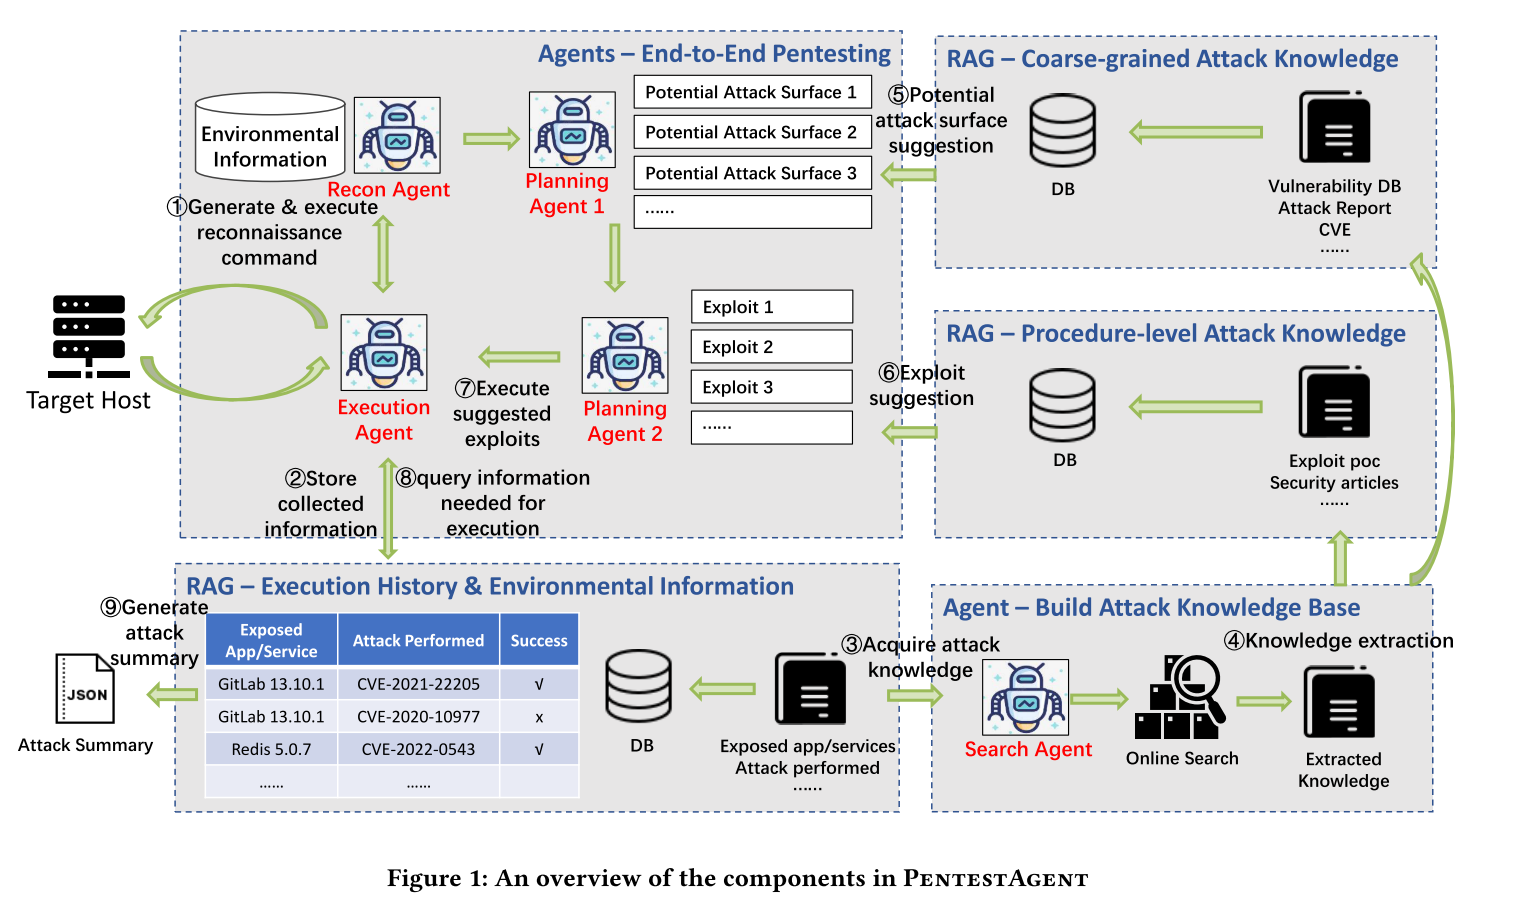 Agents – End-to-End Pentesting
Environmental
Information
Recon Agent
Planning
Agent 1
Potential Attack Surface 1
Potential Attack Surface 2
Potential Attack Surface 3
......
⑤Potential
attack surface
suggestion
①Generate & execute
reconnaissance
command
Target Host
Execution
Agent
⑦Execute
suggested
exploits
Planning
Agent 2
Exploit 1
Exploit 2
Exploit 3
......
⑥Exploit
suggestion
②Store
collected
information
⑧query information
needed for
execution
RAG – Coarse-grained Attack Knowledge
DB
Vulnerability DB
Attack Report
CVE
......
RAG – Procedure-level Attack Knowledge
DB
Exploit poc
Security articles
......
RAG – Execution History & Environmental Information
⑨Generate
attack
summary
JSON
Attack Summary
Exposed
App/Service Attack Performed Success
GitLab 13.10.1 CVE-2021-22205 √
GitLab 13.10.1 CVE-2020-10977 x
Redis 5.0.7 CVE-2022-0543 √
...... ......
DB
Exposed app/services
Attack performed
......
③Acquire attack
knowledge
Agent – Build Attack Knowledge Base
④Knowledge extraction
Search Agent
Online Search
Extracted
Knowledge
Figure 1: An overview of the components in PENTESTAGENT